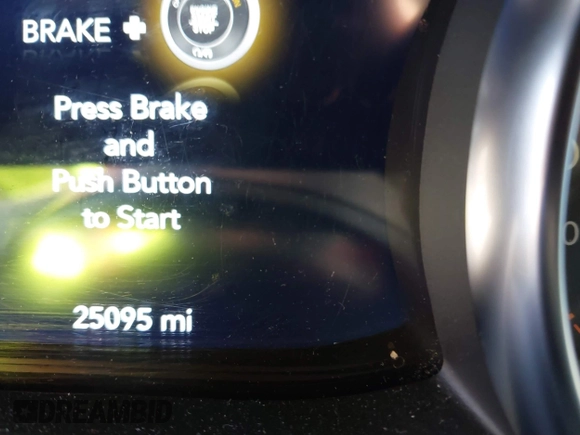 BRAKE +
Press Brake
and
Push Button
to Start
25095 mi
DREAMBID